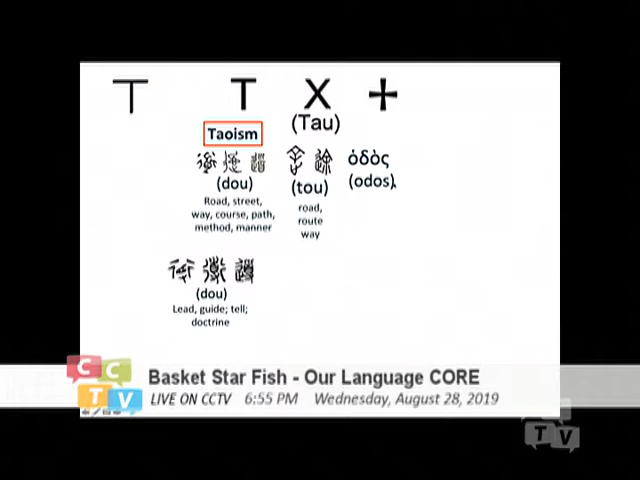 T X
(Tau)
Taoism
ὁδὸς
(dou)
(tou)
(odos)
Road, street,
way, course, path,
method, manner
road,
route
way
(dou)
Lead, guide; tell;
doctrine
CCTV
Basket Star Fish - Our Language CORE
LIVE ON CCTV 6:55 PM Wednesday, August 28, 2019
TV